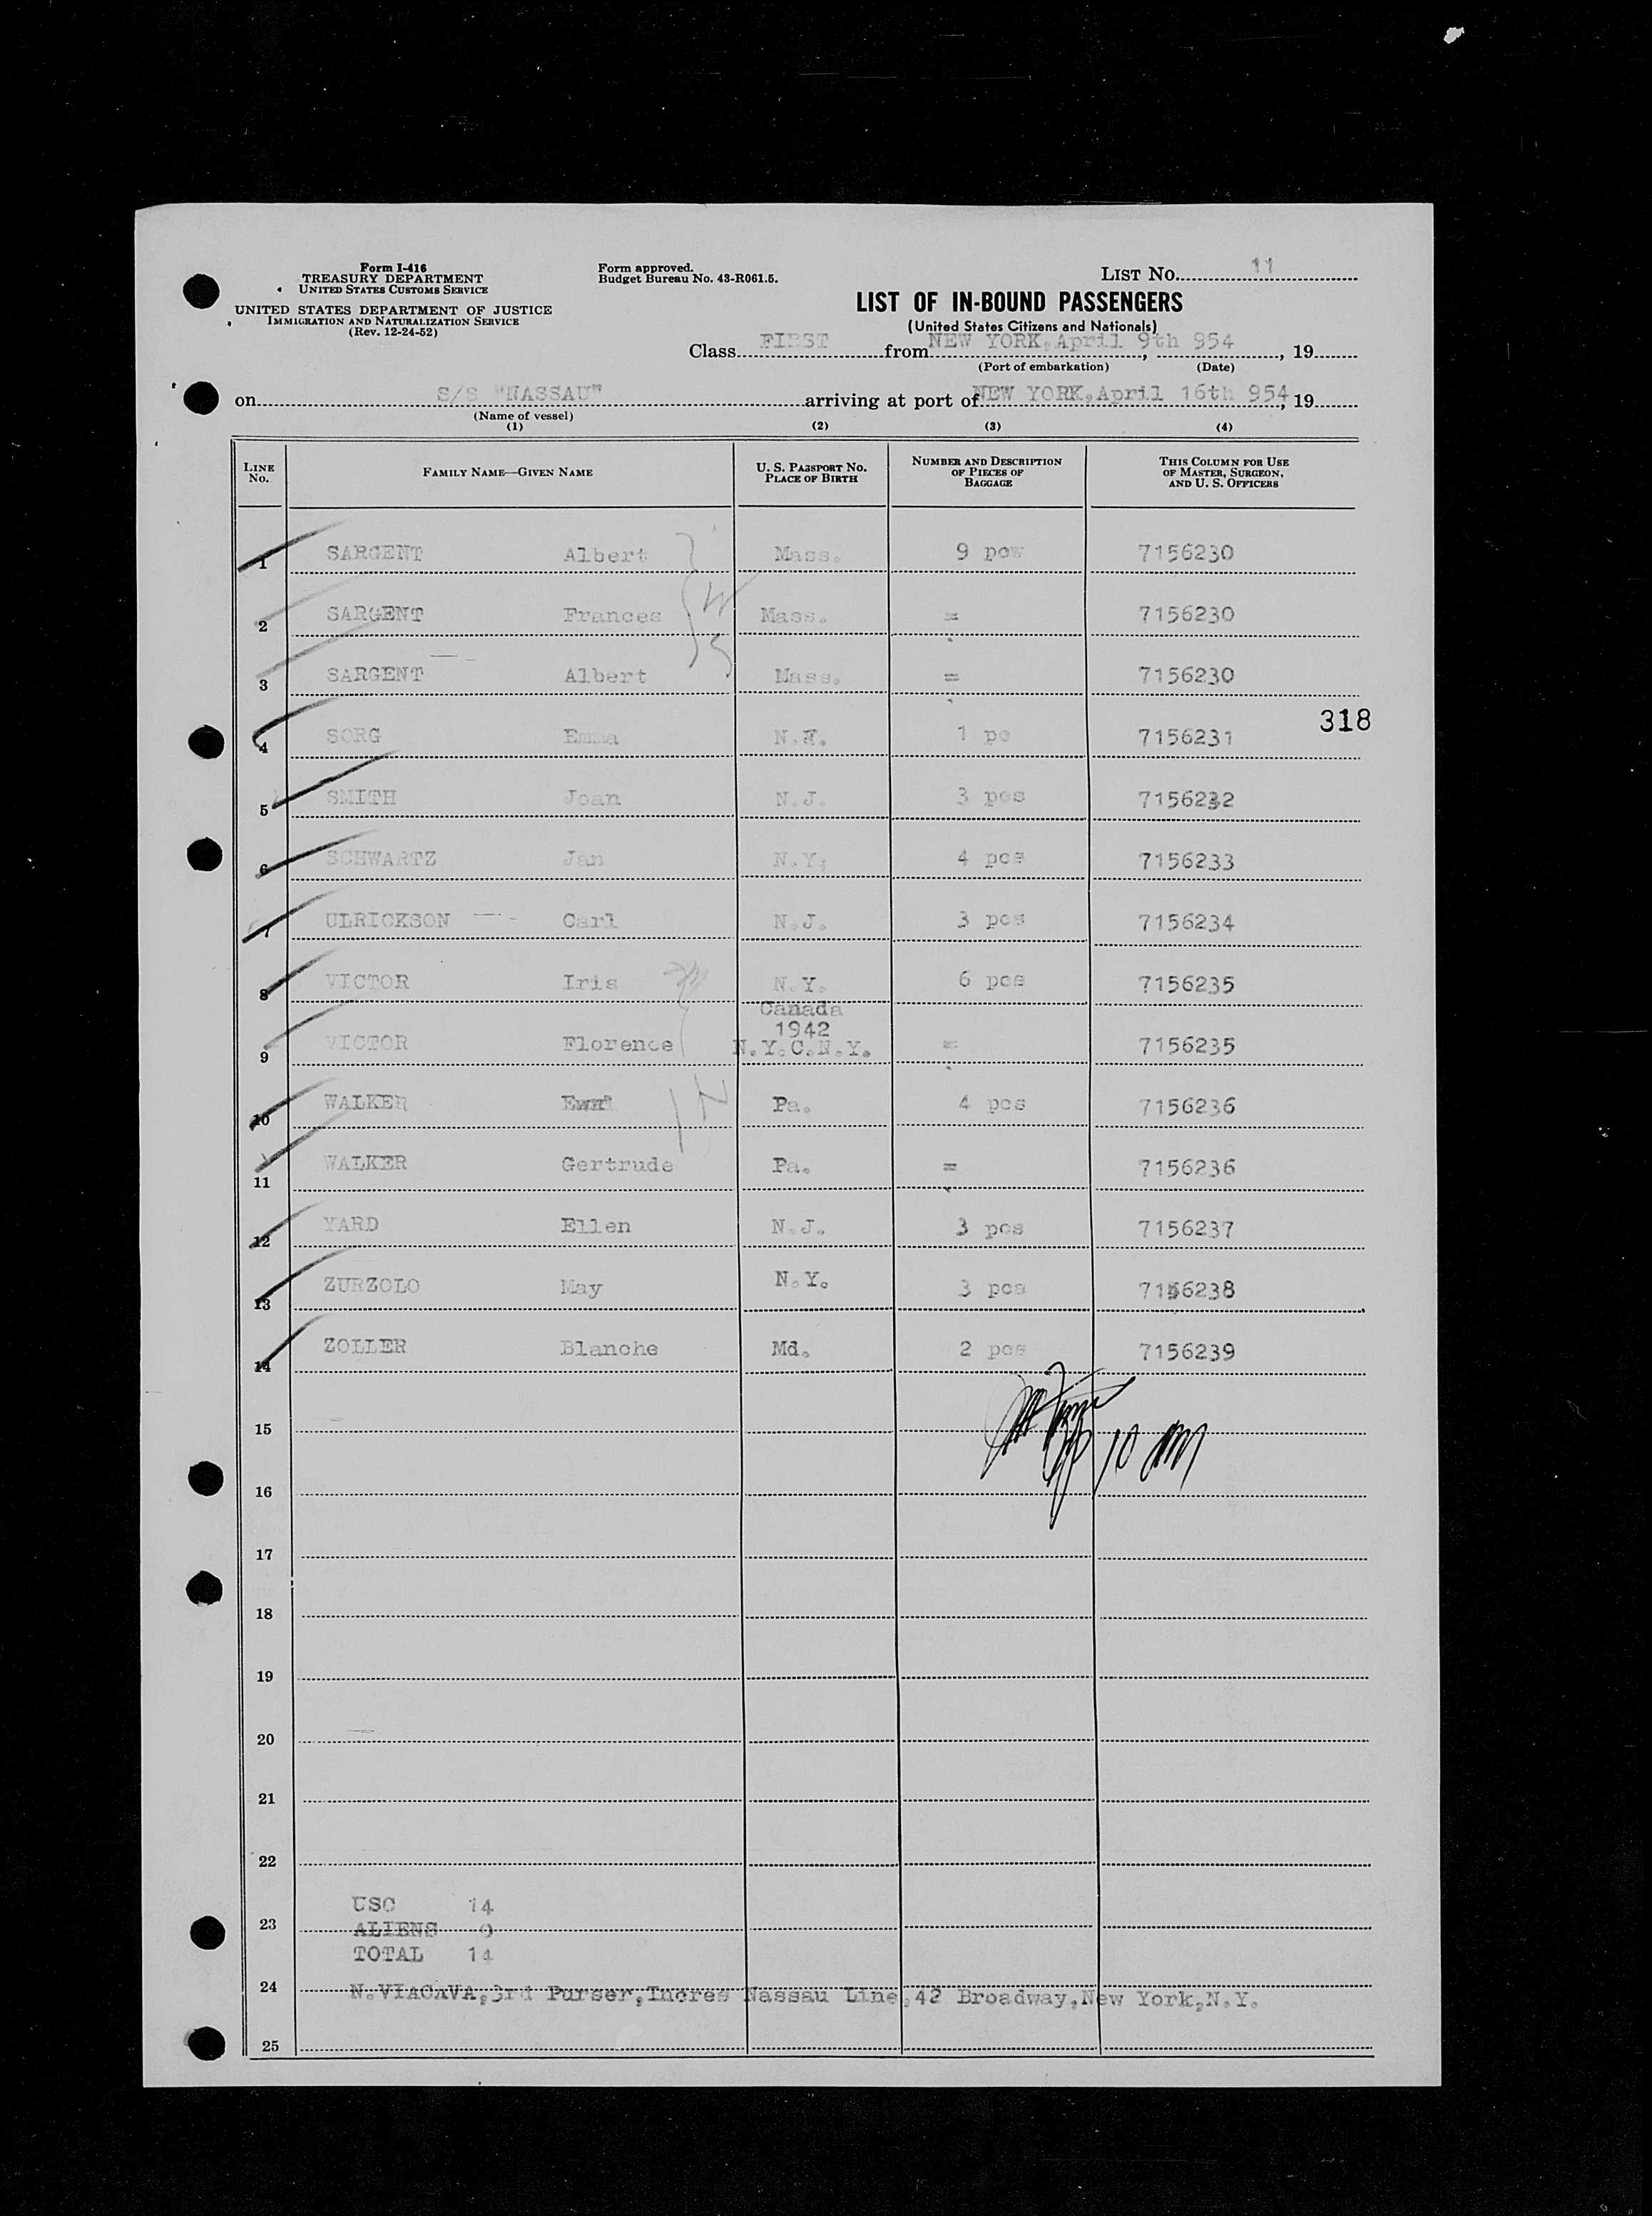 Form I-416
TREASURY DEPARTMENT
UNITED STATES CUSTOMS SERVICE
UNITED STATES DEPARTMENT OF JUSTICE
IMMIGRATION AND NATURALIZATION SERVICE
(Rev. 12-24-52)
Form approved.
Budget Bureau No. 43-R061.5.
LIST No. 11
LIST OF IN-BOUND PASSENGERS
(United States Citizens and Nationals)
Class FIRST from NEW YORK, April 9th 954, 19
(Port of embarkation) (Date)
on S/S "NASSAU" arriving at port of NEW YORK, April 16th 954, 19
(Name of vessel)
(1) (2) (3) (4)
LINE No. FAMILY NAME—GIVEN NAME U. S. PASSPORT No. PLACE OF BIRTH NUMBER AND DESCRIPTION OF PIECES OF BAGGAGE THIS COLUMN FOR USE OF MASTER, SURGEON, AND U. S. OFFICERS
1 SARGENT Albert Mass. 9 7156230
2 SARGENT Frances Mass. = 7156230
3 SARGENT Albert Mass. = 7156230
318
4 SORG Emma 1 pc 7156231
5 SMITH Joan N.J. 3 pcs 7156232
6 SCHWARTZ Jan N.Y. 4 pcs 7156233
7 ULRICKSON Carl N.J. 3 pcs 7156234
8 VICTOR Iris N.Y. 6 pcs 7156235
Canada
1942
9 VICTOR Florence N.Y.C.N.Y. = 7156235
10 WALKER Pa. 4 pcs 7156236
11 WALKER Gertrude Pa. = 7156236
12 YARD Ellen N.J. 3 pcs 7156237
13 ZURZOLO May N.Y. 3 pcs 7156238
14 ZOLLER Blanche Md. 2 pcs 7156239
15
10 AM
16
17
18
19
20
21
22
USC 14
23 ALIENS 0
TOTAL 14
24 N.VIACAVA,3rd Purser,Incres Nassau Line,42 Broadway,New York,N.Y.
25